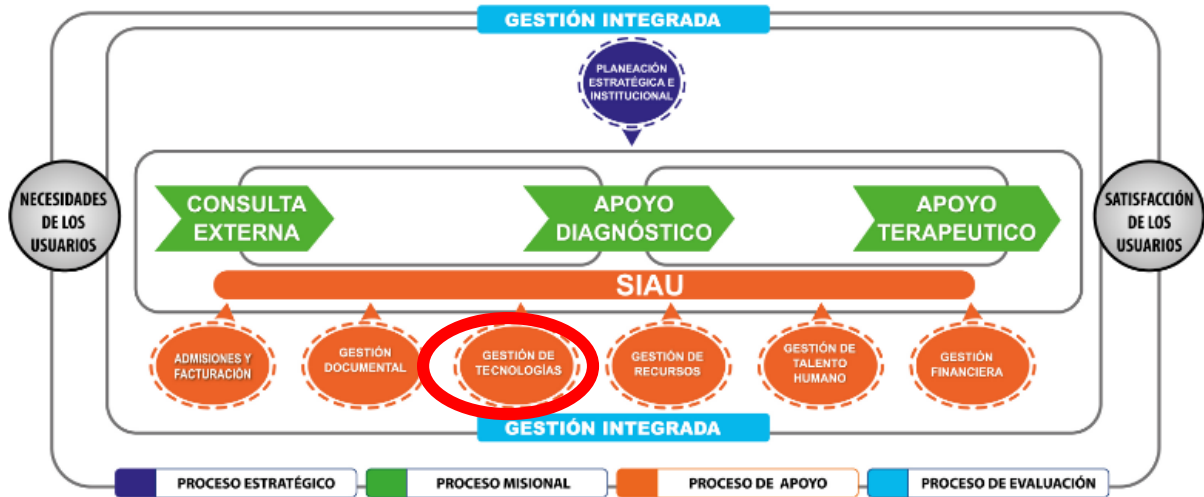 GESTIÓN INTEGRADA
PLANEACIÓN
ESTRATÉGICA E
INSTITUCIONAL
NECESIDADES
DE LOS
USUARIOS
CONSULTA
EXTERNA
APOYO
DIAGNÓSTICO
APOYO
TERAPEUTICO
SATISFACCIÓN
DE LOS
USUARIOS
SIAU
ADMISIONES Y
FACTURACIÓN
GESTIÓN
DOCUMENTAL
GESTIÓN DE
TECNOLOGÍAS
GESTIÓN DE
RECURSOS
GESTIÓN DE
TALENTO
HUMANO
GESTIÓN
FINANCIERA
GESTIÓN INTEGRADA
PROCESO ESTRATÉGICO
PROCESO MISIONAL
PROCESO DE APOYO
PROCESO DE EVALUACIÓN